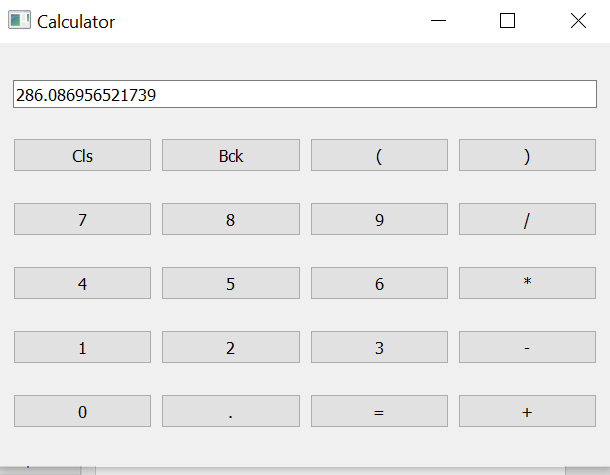 Calculator
286.086956521739
Cls Bck ( )
7 8 9 /
4 5 6 *
1 2 3 -
0 . = +